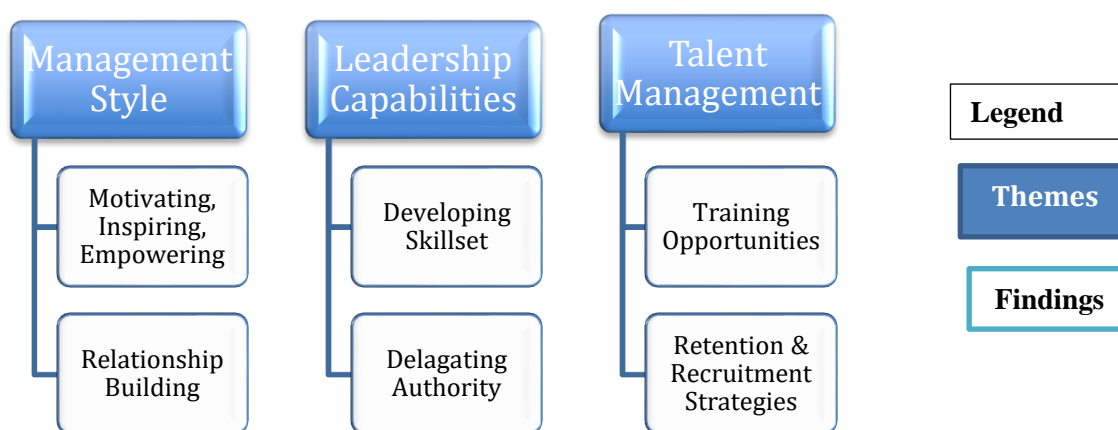 Management
Style
Motivating,
Inspiring,
Empowering
Relationship
Building
Leadership
Capabilities
Developing
Skillset
Delagating
Authority
Talent
Management
Training
Opportunities
Retention &
Recruitment
Strategies
Legend
Themes
Findings